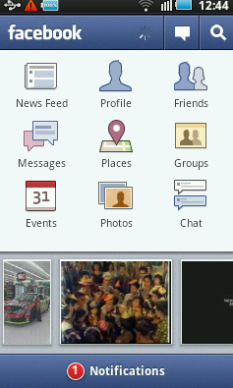 12:44
facebook
News Feed
Profile
Friends
Messages
Places
Groups
31
Events
Photos
Chat
1 Notifications